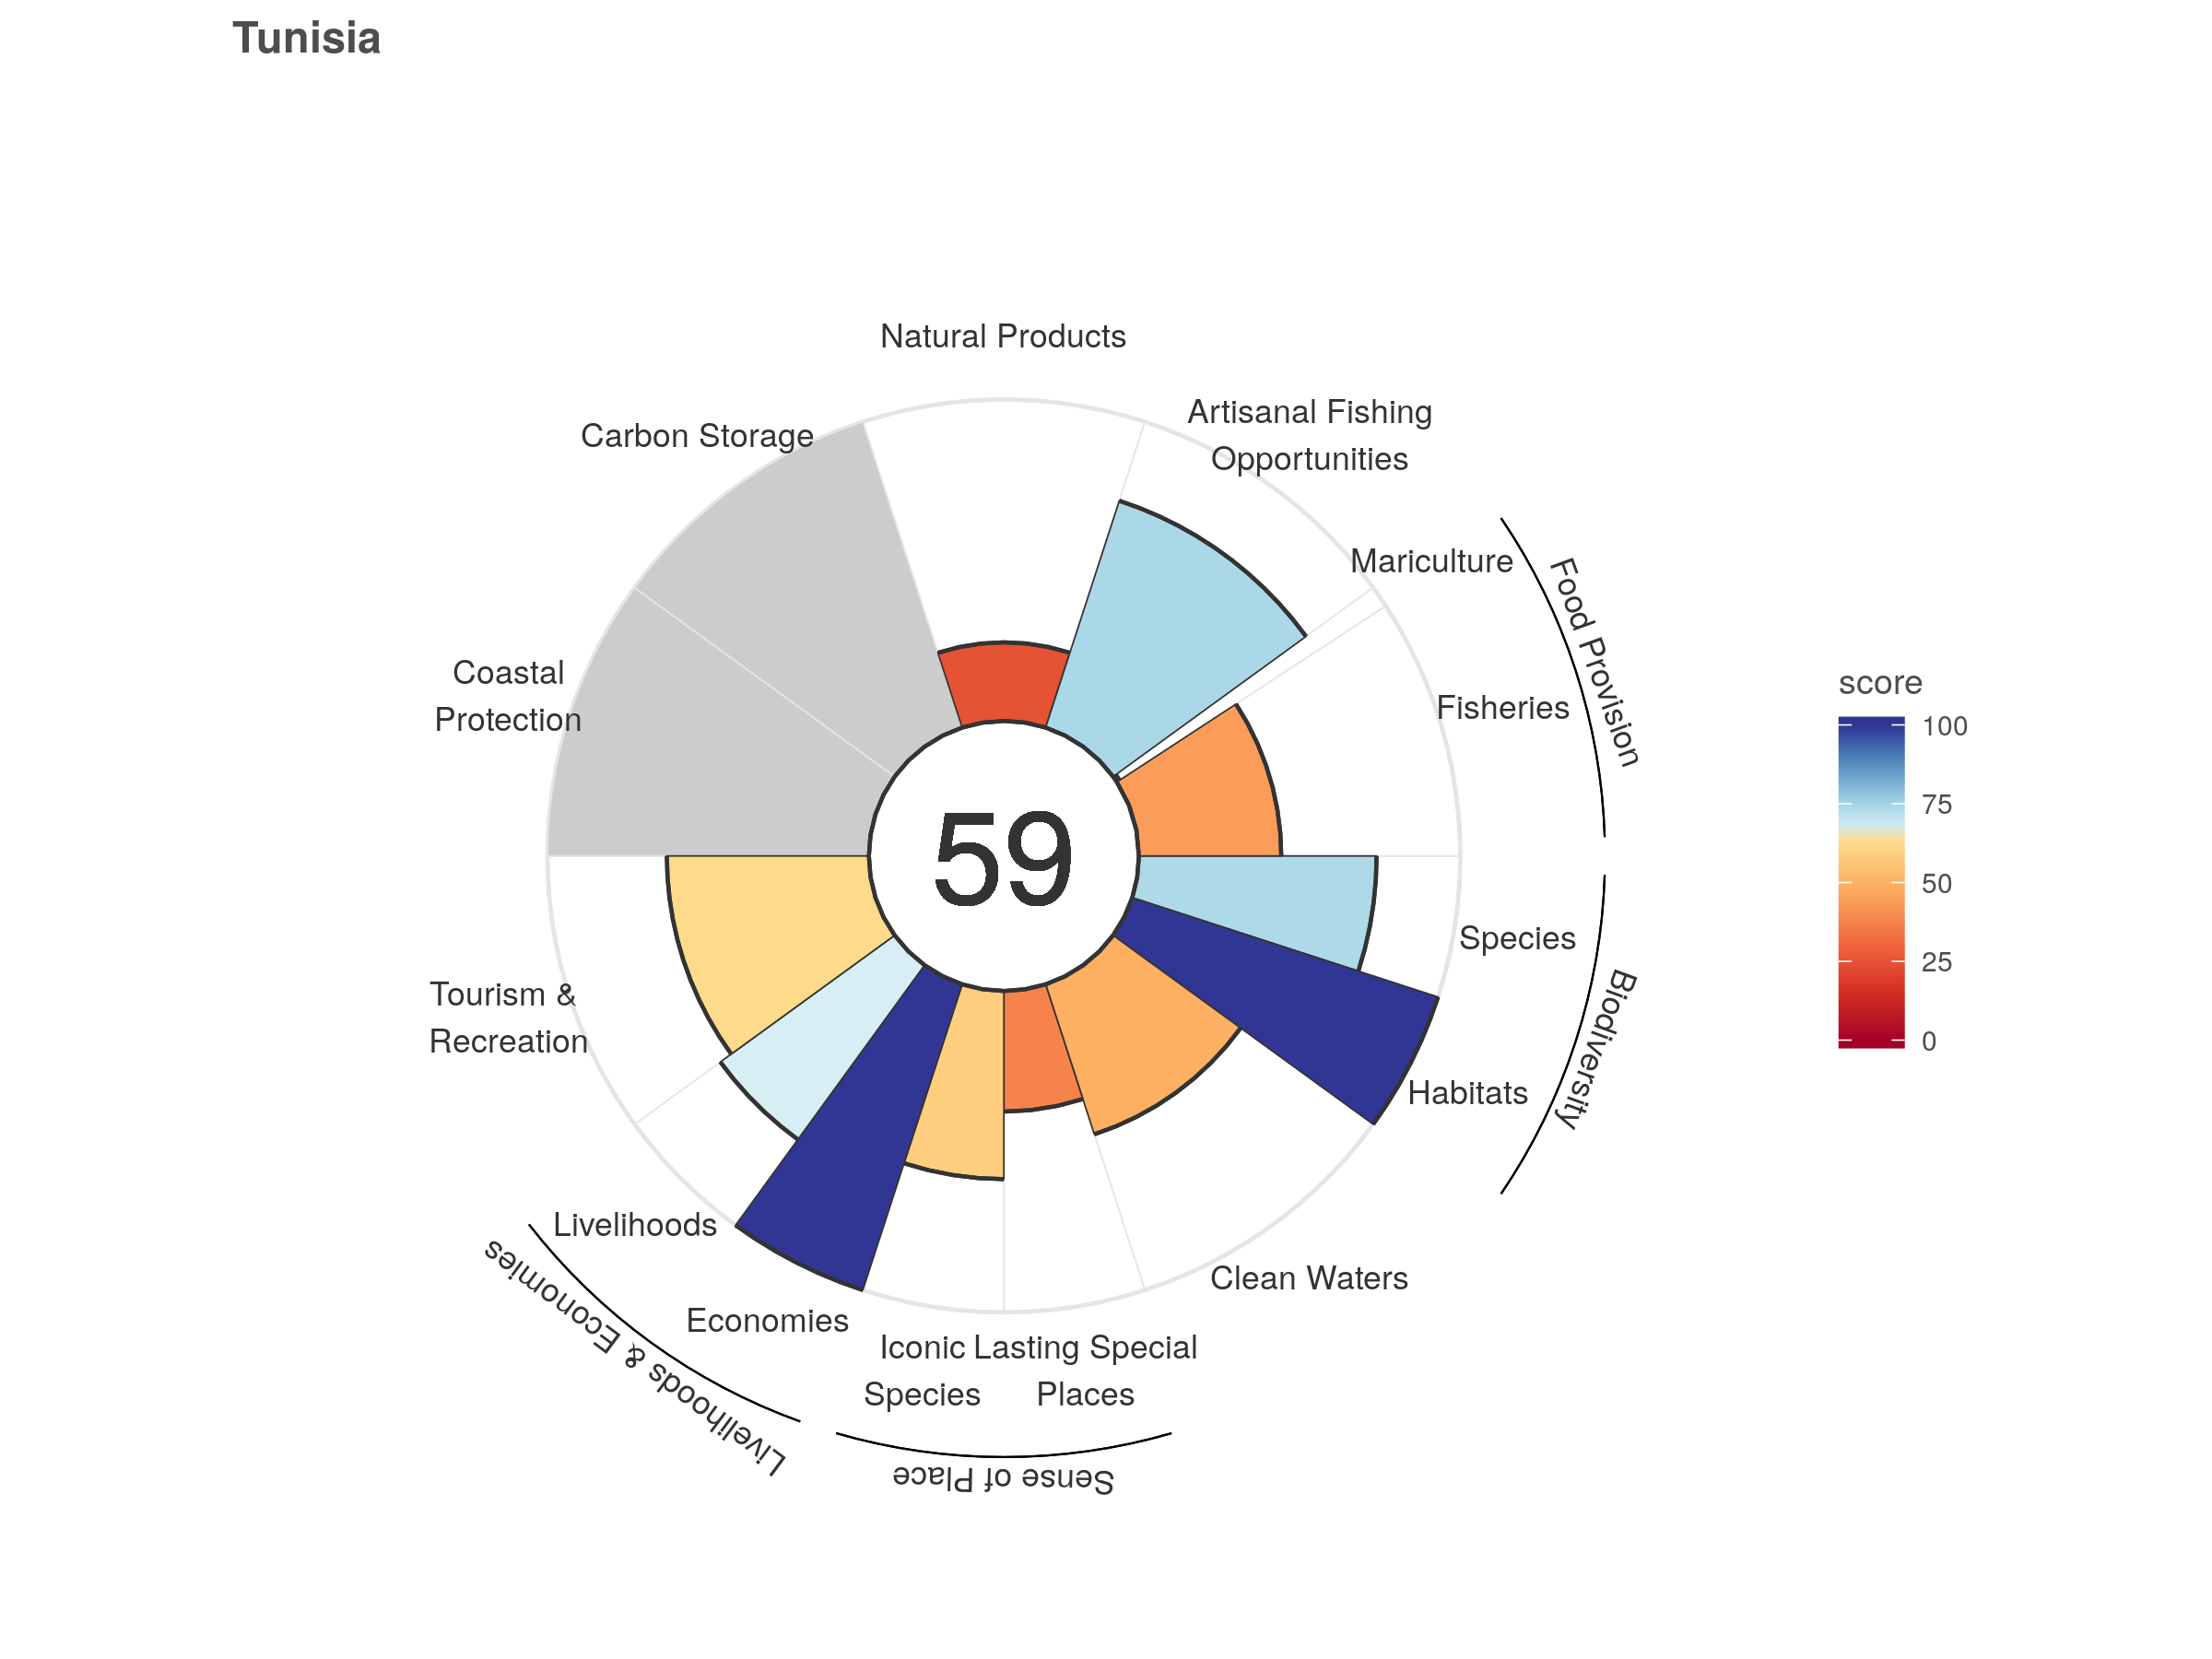 Tunisia
Natural Products
Carbon Storage
Artisanal Fishing
Opportunities
Mariculture
Food Provision
Fisheries
Coastal
Protection
59
score
100
75
50
25
0
Species
Biodiversity
Habitats
Tourism &
Recreation
Livelihoods
Clean Waters
Economies
Livelihoods & Economies
Iconic
Species
Lasting Special
Places
Sense of Place